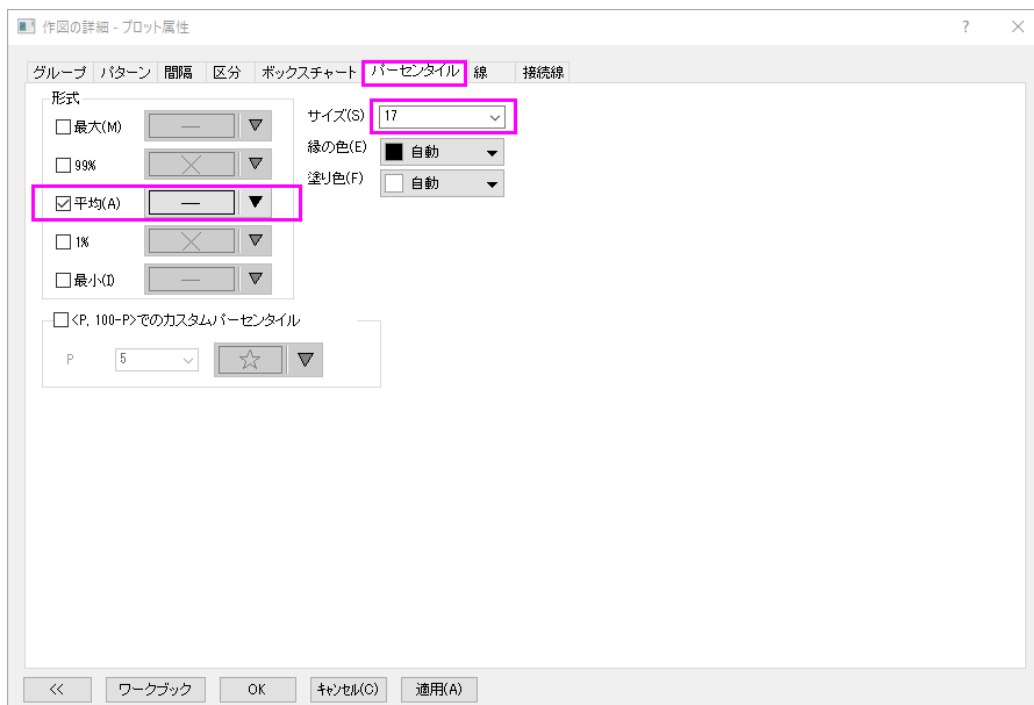 作図の詳細 - プロット属性
?
グループ パターン 間隔 区分 ボックスチャート パーセンタイル 線 接続線
形式
最大(M)
99%
平均(A)
1%
最小(I)
サイズ(S) 17
縁の色(E) 自動
塗り色(F) 自動
<P, 100-P>でのカスタムパーセンタイル
P 5
<< ワークブック OK キャンセル(C) 適用(A)